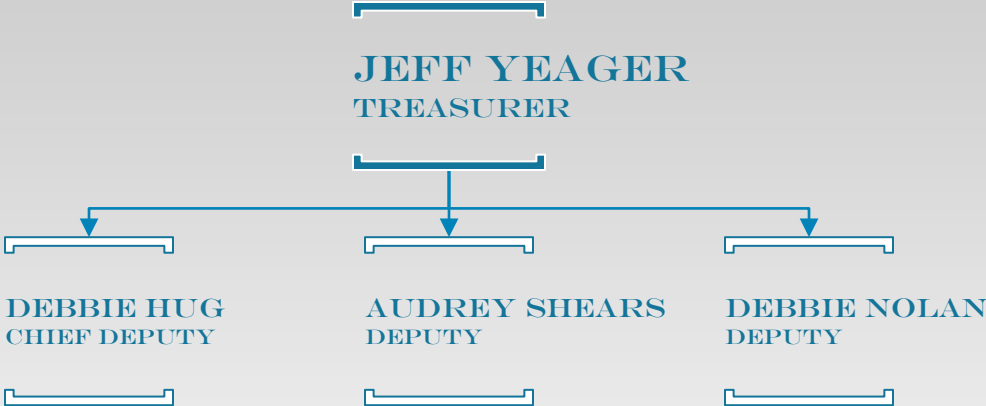 JEFF YEAGER
TREASURER
DEBBIE HUG
CHIEF DEPUTY
AUDREY SHEARS
DEPUTY
DEBBIE NOLAN
DEPUTY